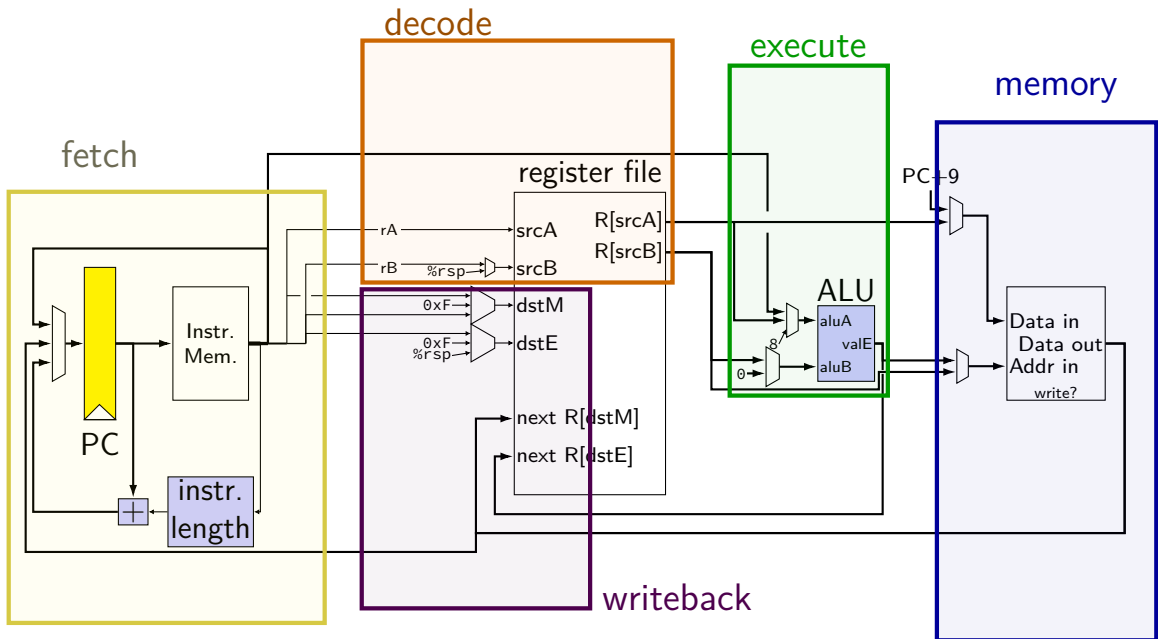 decode
execute
memory
fetch
register file
PC+9
rA
srcA
R[srcA]
R[srcB]
rB
%rsp
srcB
0xF
dstM
0xF
%rsp
dstE
Instr.
Mem.
PC
instr.
length
+
next R[dstM]
next R[dstE]
ALU
aluA
valE
aluB
8
0
Data in
Data out
Addr in
write?
writeback